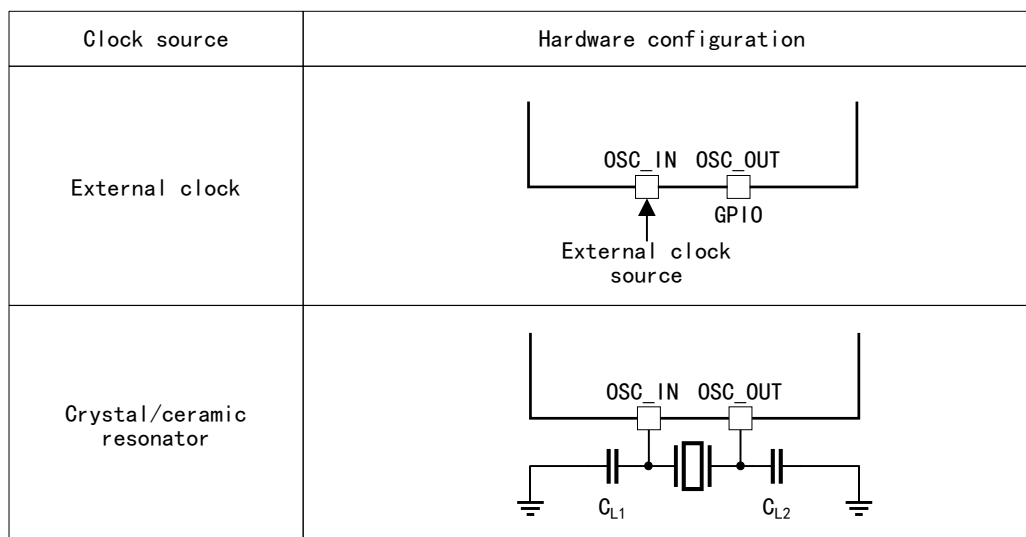 Clock source
Hardware configuration
External clock
OSC_IN OSC_OUT
GPIO
External clock
source
Crystal/ceramic
resonator
OSC_IN OSC_OUT
CL1
CL2